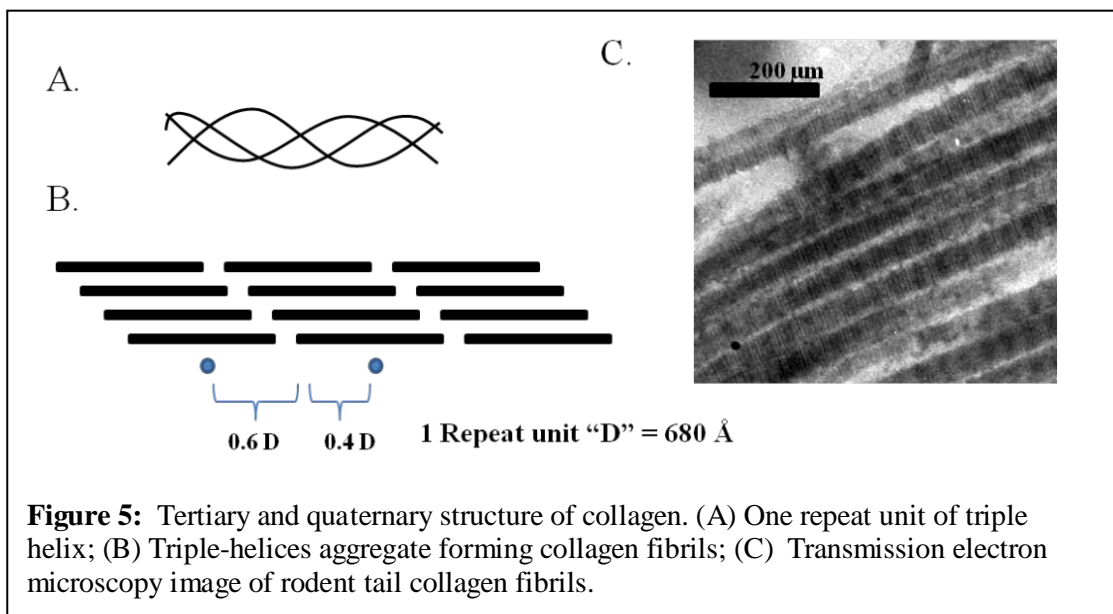 A.
C.
200 µm
B.
0.6 D 0.4 D 1 Repeat unit “D” = 680 Å
Figure 5: Tertiary and quaternary structure of collagen. (A) One repeat unit of triple
helix; (B) Triple-helices aggregate forming collagen fibrils; (C) Transmission electron
microscopy image of rodent tail collagen fibrils.